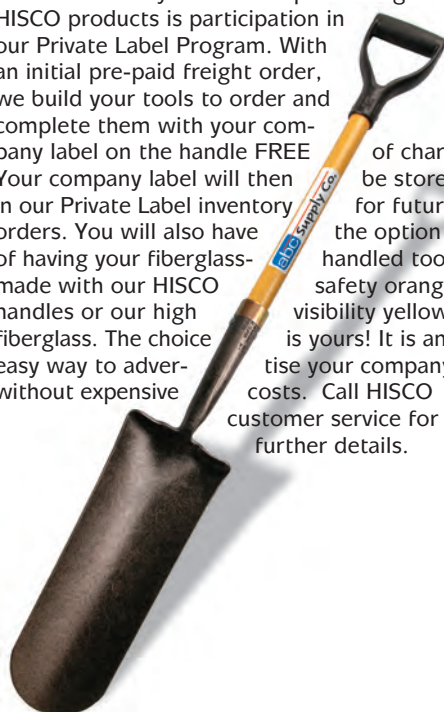 HISCO products is participation in
our Private Label Program. With
an initial pre-paid freight order,
we build your tools to order and
complete them with your com-
pany label on the handle FREE of char
Your company label will then be store
in our Private Label inventory for futur
orders. You will also have the option
of having your fiberglass- handled too
made with our HISCO safety orang
handles or our high visibility yellow
fiberglass. The choice is yours! It is an
easy way to adver- tise your company
without expensive costs. Call HISCO
customer service for
further details.
abc Supply Co.